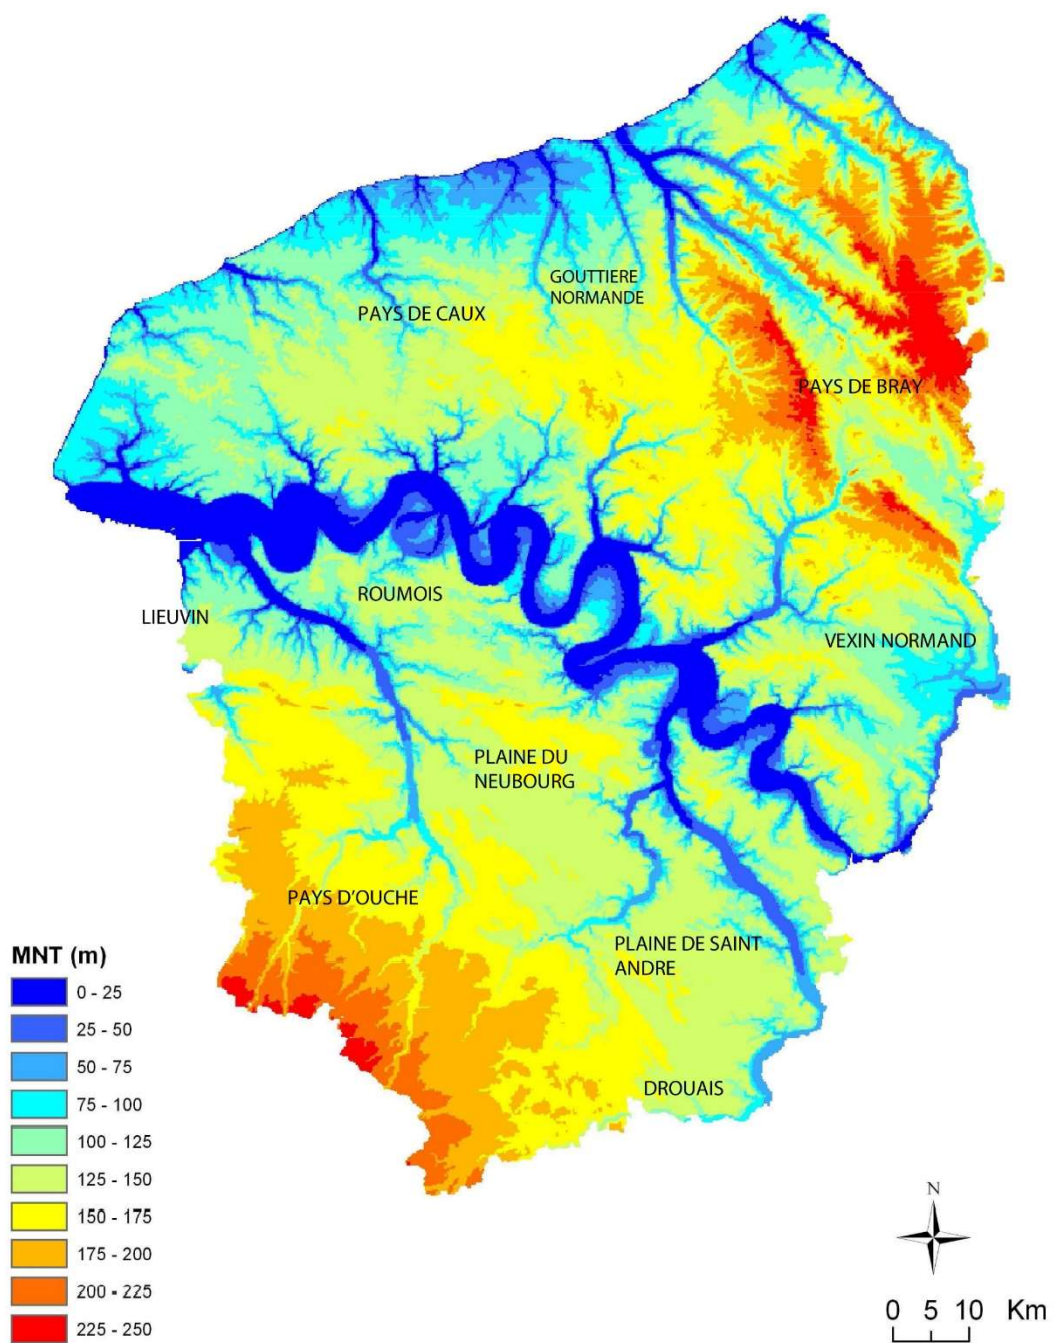 GOUTTIERE
NORMANDE
PAYS DE CAUX
PAYS DE BRAY
ROUMOIS
LIEUVIN
VEXIN NORMAND
PLAINE DU
NEUBOURG
PAYS D'OUCHE
PLAINE DE SAINT
ANDRE
DROUAIS
MNT (m)
0 - 25
25 - 50
50 - 75
75 - 100
100 - 125
125 - 150
150 - 175
175 - 200
200 - 225
225 - 250
N
0 5 10 Km